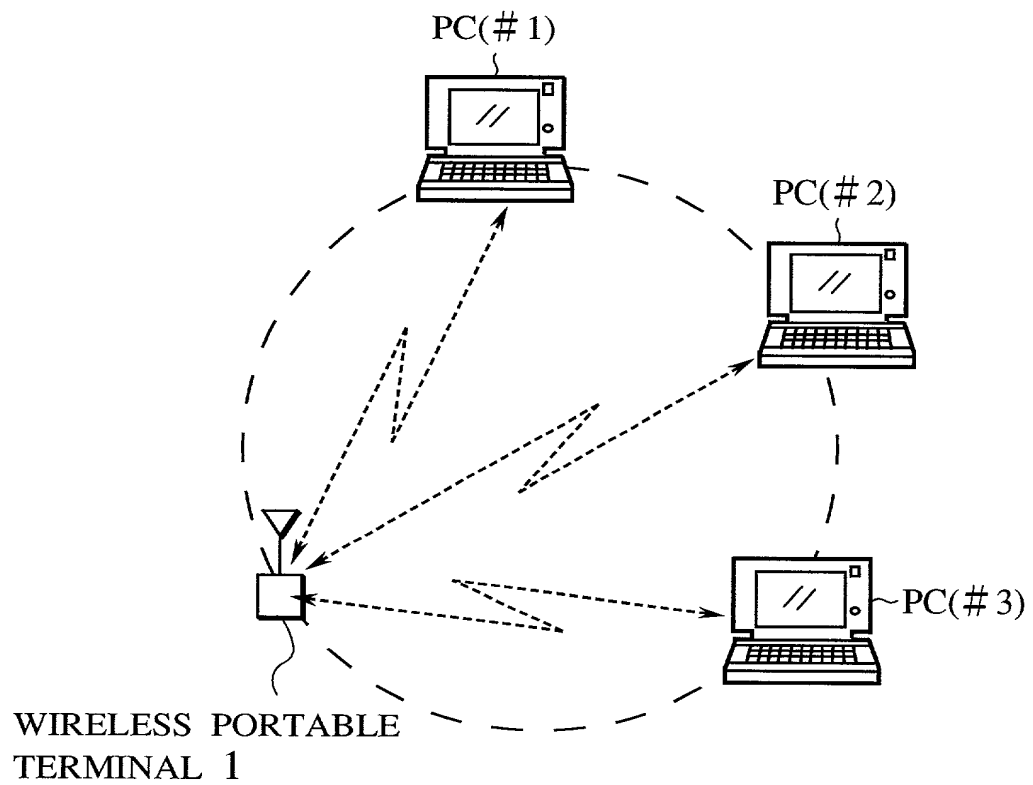 PC(#1)
PC(#2)
PC(#3)
WIRELESS PORTABLE
TERMINAL 1